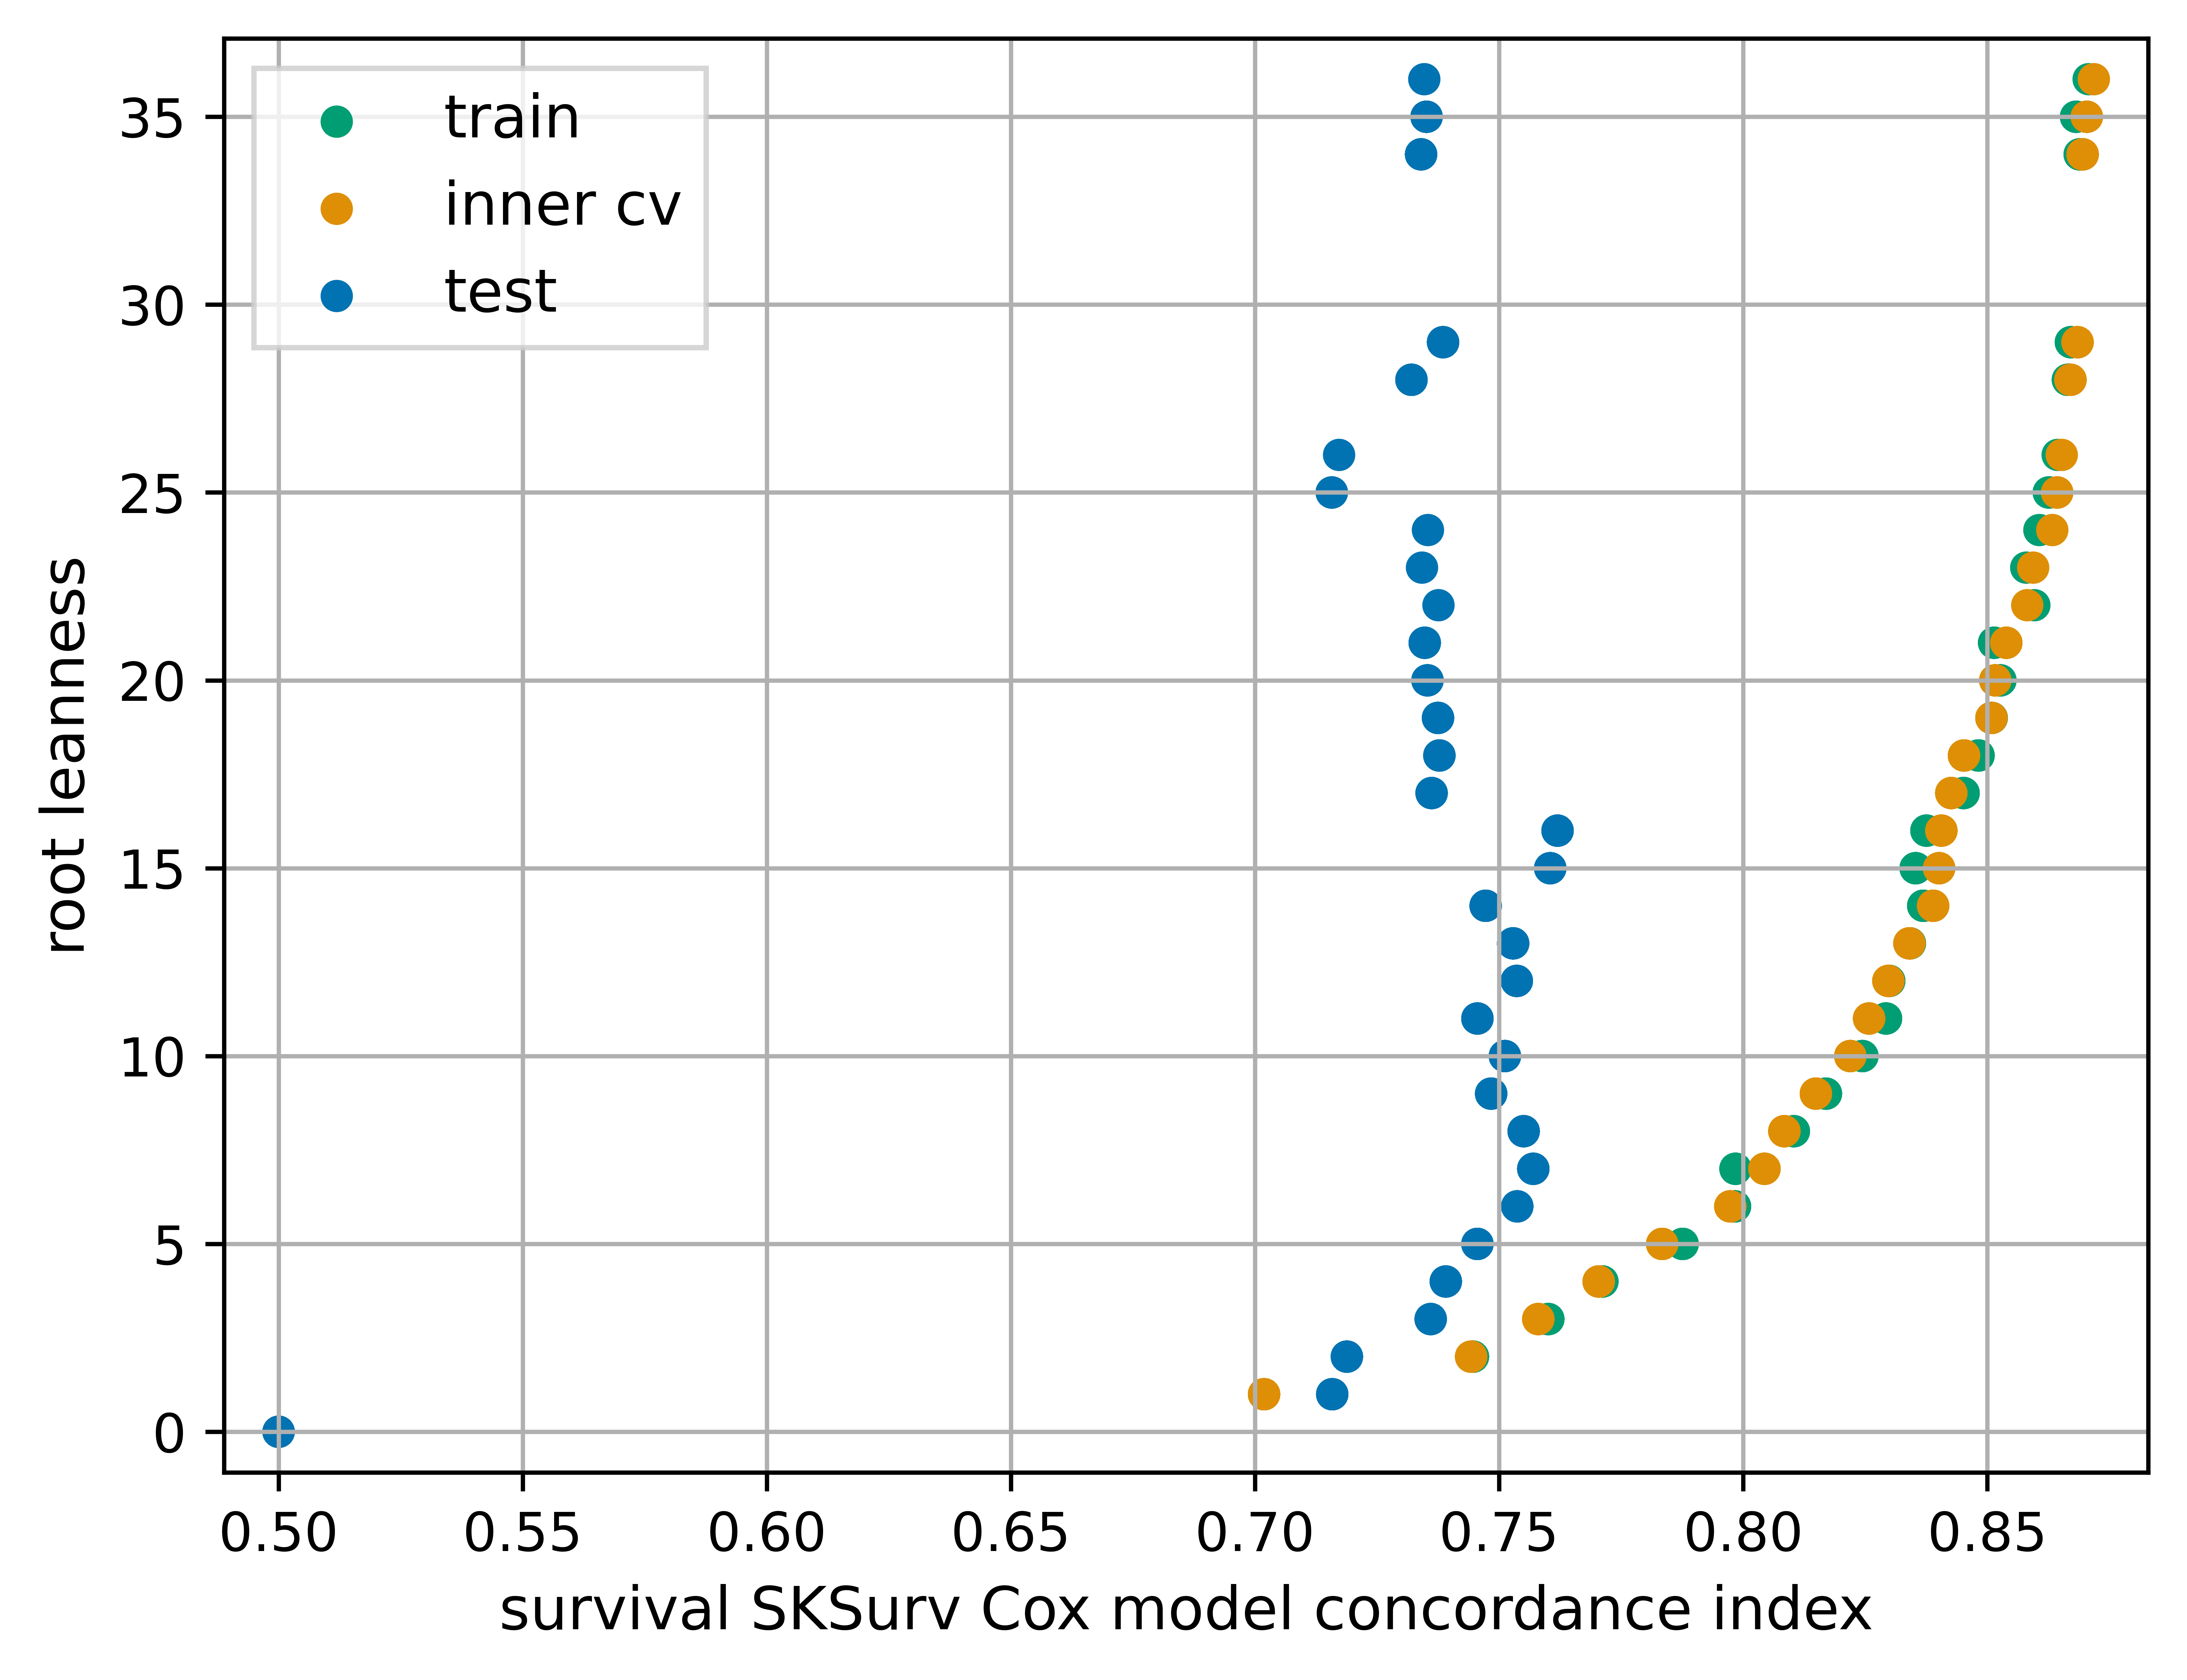 train
inner cv
test
root leanness
35
30
25
20
15
10
5
0
0.50 0.55 0.60 0.65 0.70 0.75 0.80 0.85
survival SKSurv Cox model concordance index